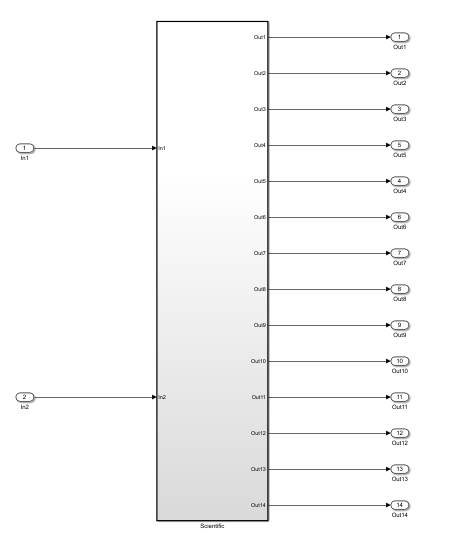 Out1 1
Out1
Out2 2
Out2
Out3 3
Out3
1 In1 Out4 5
In1 Out5
Out5 4
Out4
Out6 6
Out6
Out7 7
Out7
Out8 8
Out8
Out9 9
Out9
Out10 10
Out10
2 In2 Out11 11
In2 Out11
Out12 12
Out12
Out13 13
Out13
Out14 14
Out14
Scientific